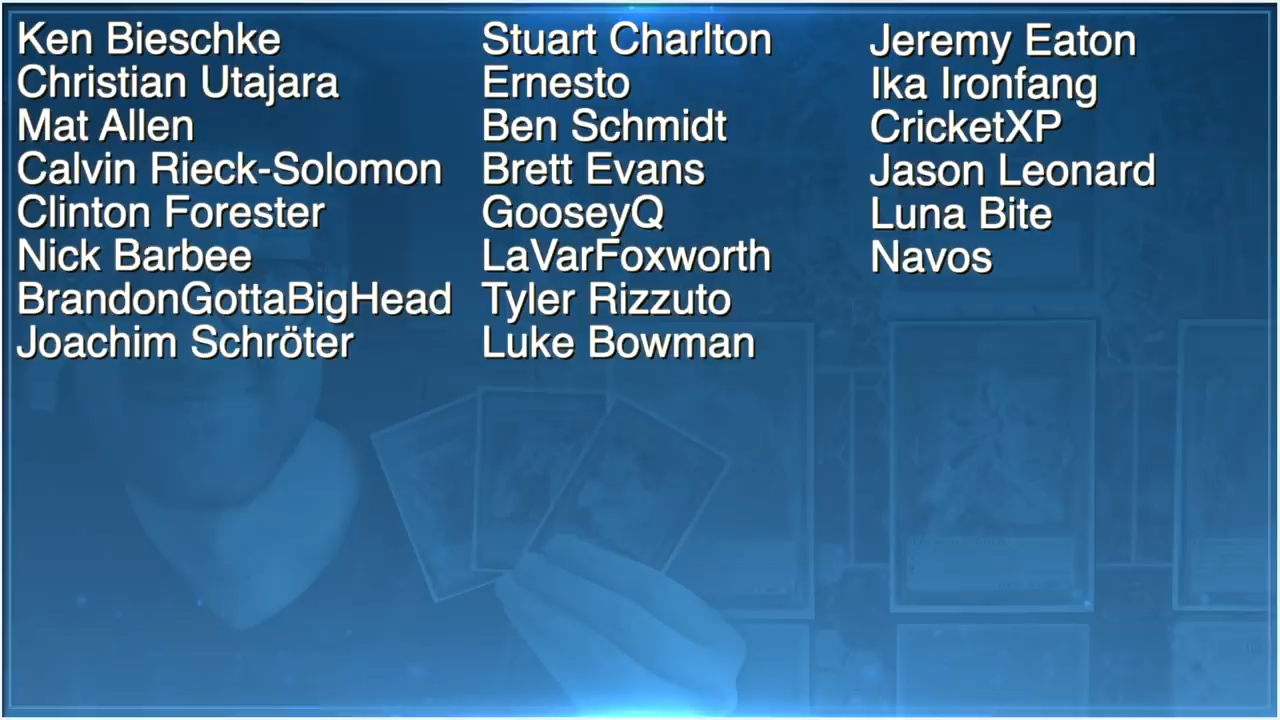 Ken Bieschke
Christian Utajara
Mat Allen
Calvin Rieck-Solomon
Clinton Forester
Nick Barbee
BrandonGottaBigHead
Joachim Schröter
Stuart Charlton
Ernesto
Ben Schmidt
Brett Evans
GooseyQ
LaVarFoxworth
Tyler Rizzuto
Luke Bowman
Jeremy Eaton
Ika Ironfang
CricketXP
Jason Leonard
Luna Bite
Navos